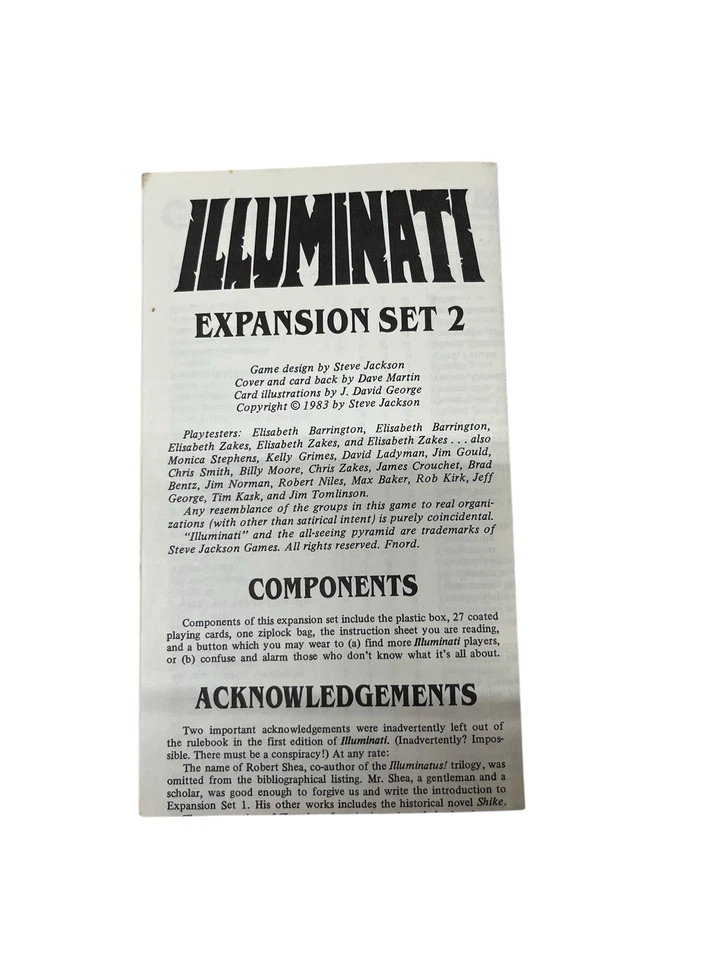 ILLUMINATI
EXPANSION SET 2
Game design by Steve Jackson
Cover and card back by Dave Martin
Card illustrations by J. David George
Copyright © 1983 by Steve Jackson
Playtesters: Elisabeth Barrington, Elisabeth Barrington,
Elisabeth Zakes, Elisabeth Zakes, and Elisabeth Zakes . . . also
Monica Stephens, Kelly Grimes, David Ladyman, Jim Gould,
Chris Smith, Billy Moore, Chris Zakes, James Crouchet, Brad
Bentz, Jim Norman, Robert Niles, Max Baker, Rob Kirk, Jeff
George, Tim Kask, and Jim Tomlinson.
Any resemblance of the groups in this game to real organi-
zations (with other than satirical intent) is purely coincidental.
“Illuminati” and the all-seeing pyramid are trademarks of
Steve Jackson Games. All rights reserved. Fnord.
COMPONENTS
Components of this expansion set include the plastic box, 27 coated
playing cards, one ziplock bag, the instruction sheet you are reading,
and a button which you may wear to (a) find more Illuminati players,
or (b) confuse and alarm those who don’t know what it’s all about.
ACKNOWLEDGEMENTS
Two important acknowledgements were inadvertently left out of
the rulebook in the first edition of Illuminati. (Inadvertently? Impos-
sible. There must be a conspiracy!) At any rate:
The name of Robert Shea, co-author of the Illuminatus! trilogy, was
omitted from the bibliographical listing. Mr. Shea, a gentleman and a
scholar, was good enough to forgive us and write the introduction to
Expansion Set 1. His other works includes the historical novel Shike.